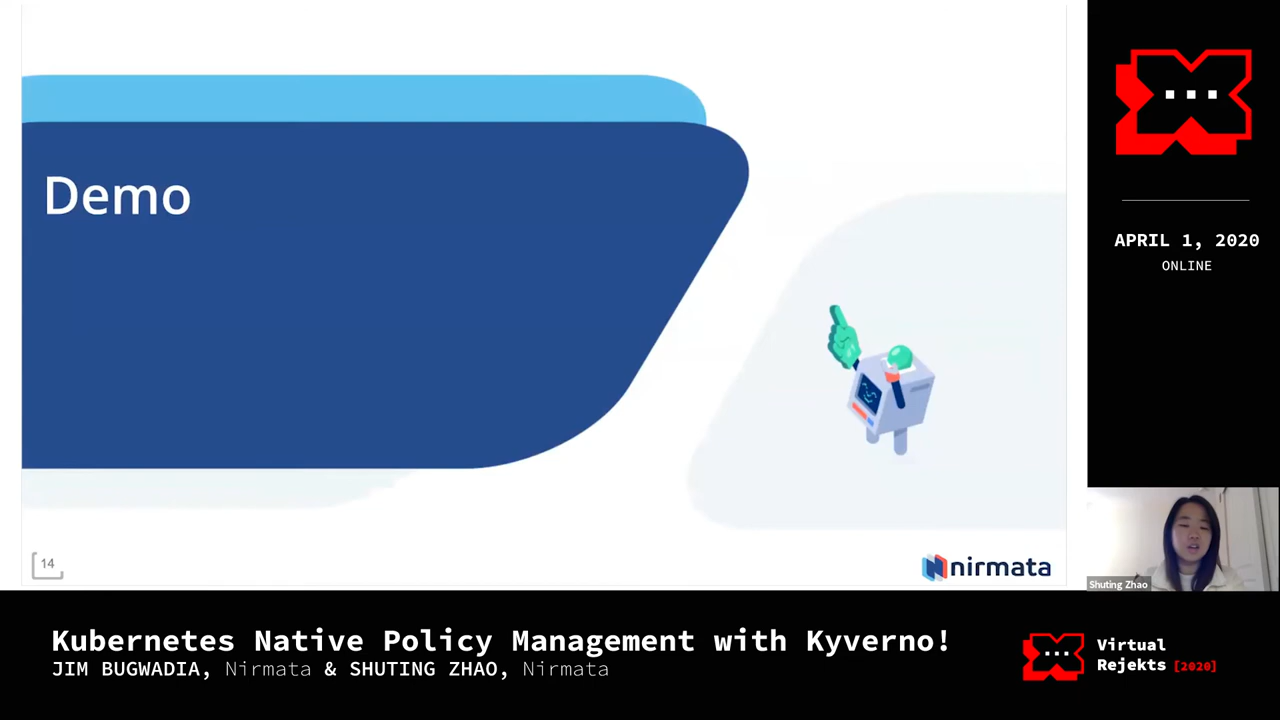 Demo
14
nirmata
APRIL 1, 2020
ONLINE
Shuting Zhao
Kubernetes Native Policy Management with Kyverno!
JIM BUGWADIA, Nirmata & SHUTING ZHAO, Nirmata
Virtual
Rejekts [2020]